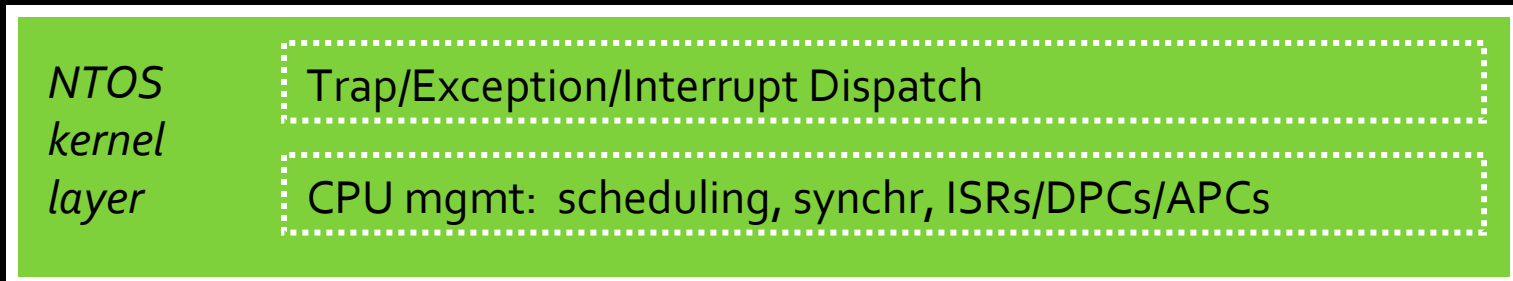 NTOS
kernel
layer
Trap/Exception/Interrupt Dispatch
CPU mgmt:  scheduling, synchr, ISRs/DPCs/APCs